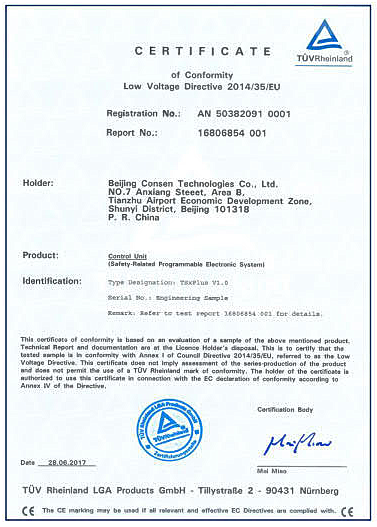 TÜVRheinland
CERTIFICATE
of Conformity
Low Voltage Directive 2014/35/EU
Registration No.: AN 50382091 0001
Report No.: 16806854 001
Holder: Beijing Consen Technologies Co., Ltd.
NO.7 Anxiang Steeet, Area B,
Tianzhu Airport Economic Development Zone,
Shunyi District, Beijing 101318
P. R. China
Product: Control Unit
(Safety-Related Programmable Electronic System)
Identification: Type Designation: TSxPlus V1.0
Serial No.: Engineering Sample
Remark: Refer to test report 16806854 001 for details.
This certificate of conformity is based on an evaluation of a sample of the above mentioned product.
Technical Report and documentation are at the Licence Holder's disposal. This is to certify that the
tested sample is in conformity with Annex I of Council Directive 2014/35/EU, referred to as the Low
Voltage Directive. This certificate does not imply assessment of the series-production of the product
and does not permit the use of a TÜV Rheinland mark of conformity. The holder of the certificate is
authorized to use this certificate in connection with the EC declaration of conformity according to
Annex IV of the Directive.
Certification Body
TÜV Rheinland LGA Products GmbH
TÜVRheinland
Zertifizierungsstelle
Date 28.06.2017
Mai Miao
TÜV Rheinland LGA Products GmbH - Tillystraße 2 - 90431 Nürnberg
CE The CE marking may be used if all relevant and effective EC Directives are complied with. CE